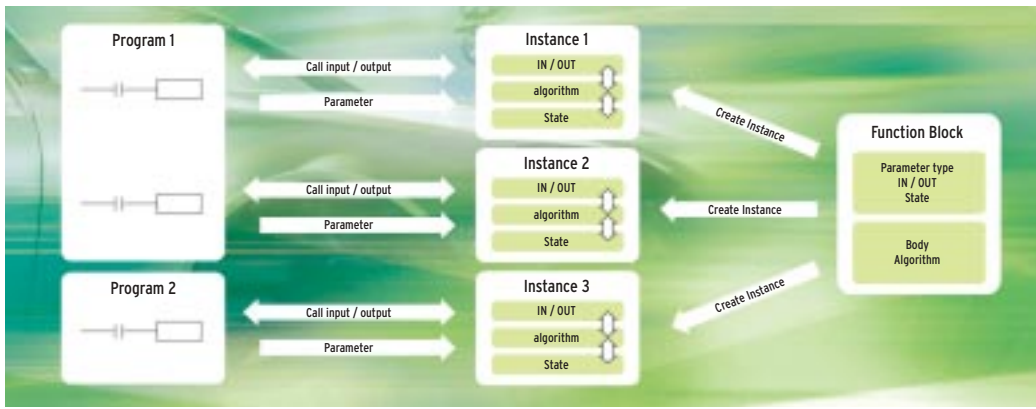 Program 1
Call input / output
Parameter
Call input / output
Parameter
Program 2
Call input / output
Parameter
Instance 1
IN / OUT
algorithm
State
Instance 2
IN / OUT
algorithm
State
Instance 3
IN / OUT
algorithm
State
Create Instance
Create Instance
Create Instance
Function Block
Parameter type
IN / OUT
State
Body
Algorithm